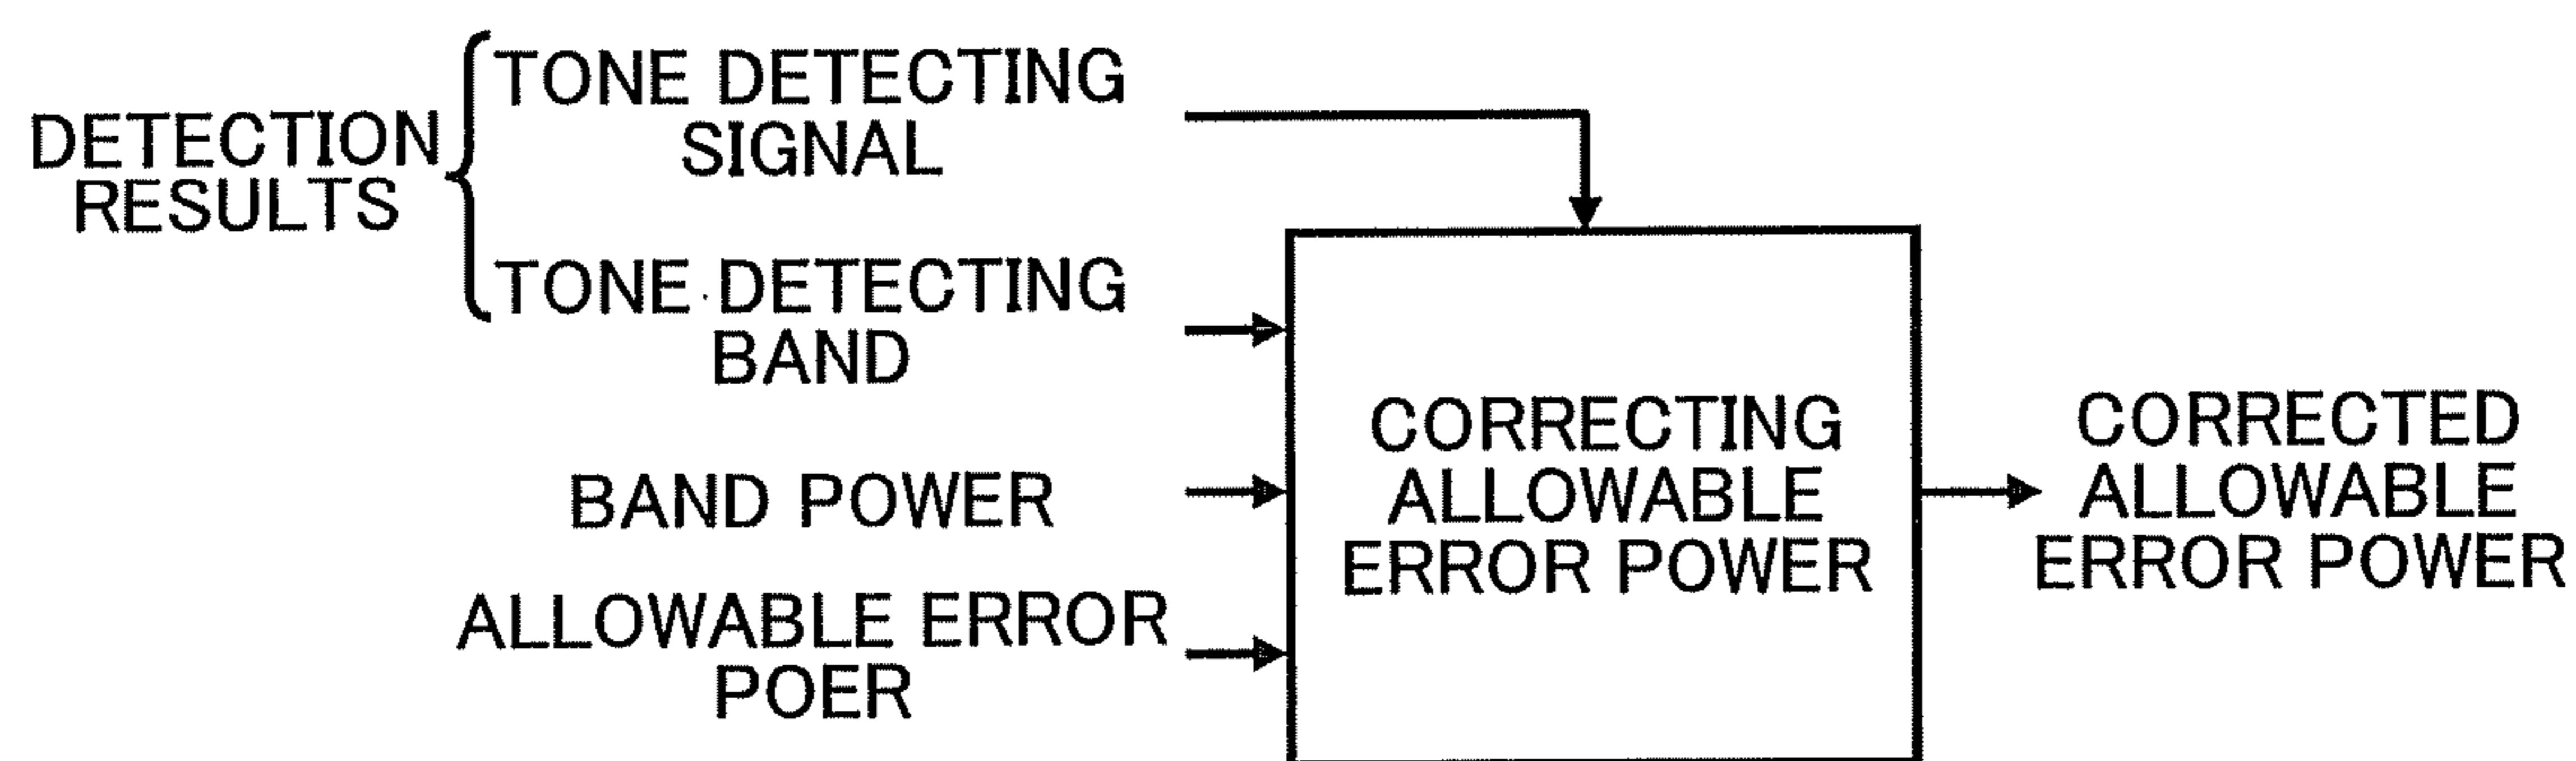 DETECTION
RESULTS
TONE DETECTING
SIGNAL
TONE DETECTING
BAND
BAND POWER
ALLOWABLE ERROR
POER
CORRECTING
ALLOWABLE
ERROR POWER
CORRECTED
ALLOWABLE
ERROR POWER